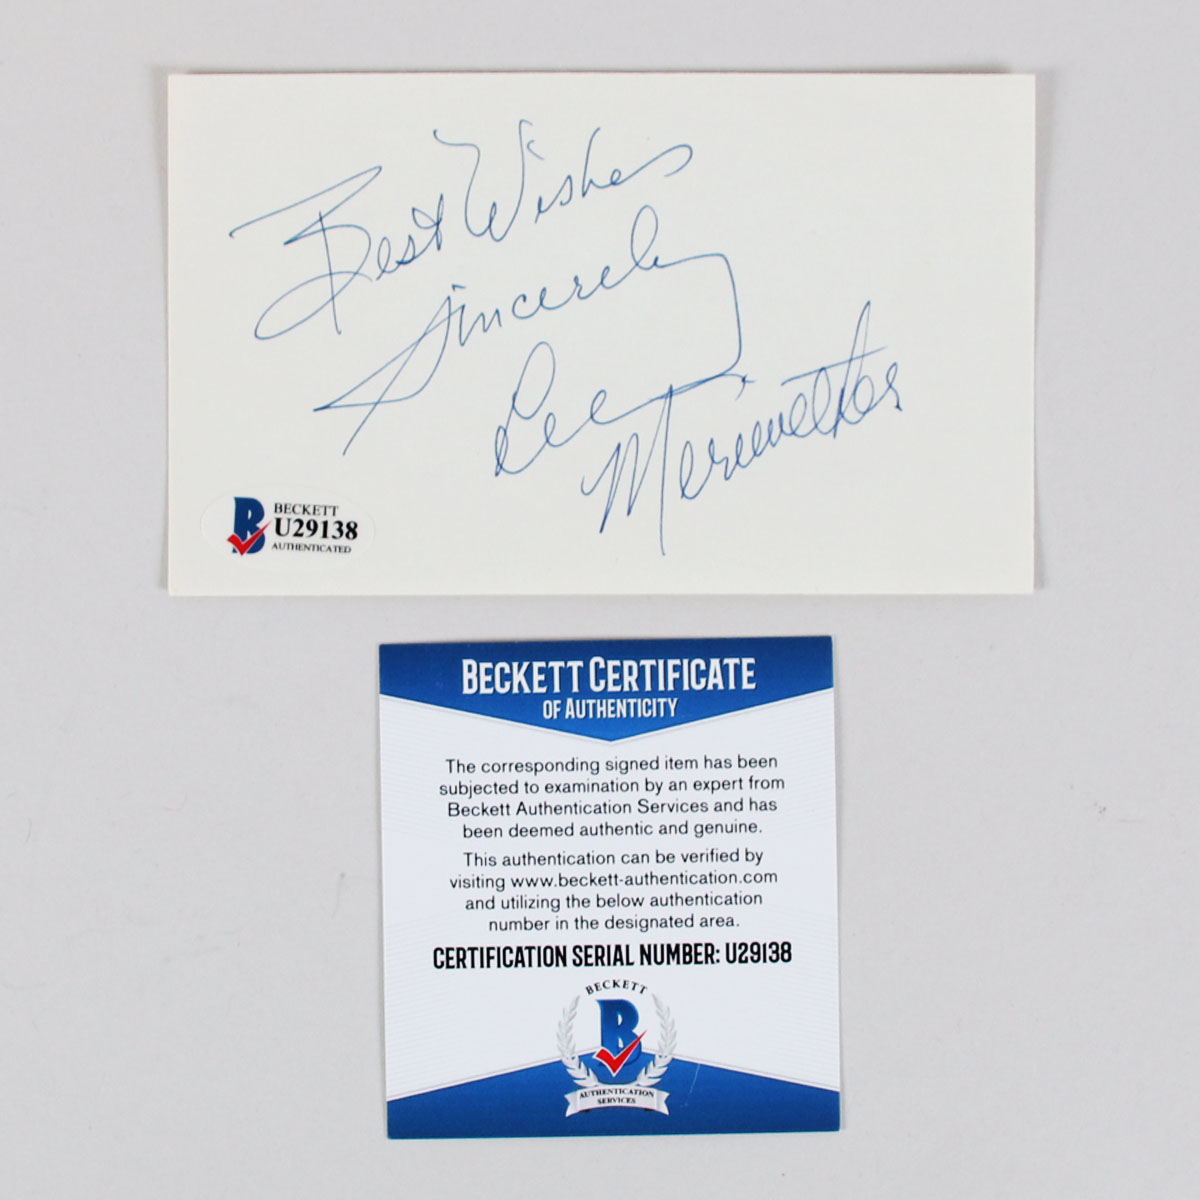 Best Wishes
Sincerely
Lee
Meriwether
BECKETT
U29138
AUTHENTICATED
BECKETT CERTIFICATE
OF AUTHENTICITY
The corresponding signed item has been
subjected to examination by an expert from
Beckett Authentication Services and has
been deemed authentic and genuine.
This authentication can be verified by
visiting www.beckett-authentication.com
and utilizing the below authentication
number in the designated area.
CERTIFICATION SERIAL NUMBER: U29138
BECKETT
B
AUTHENTICATION
SERVICES